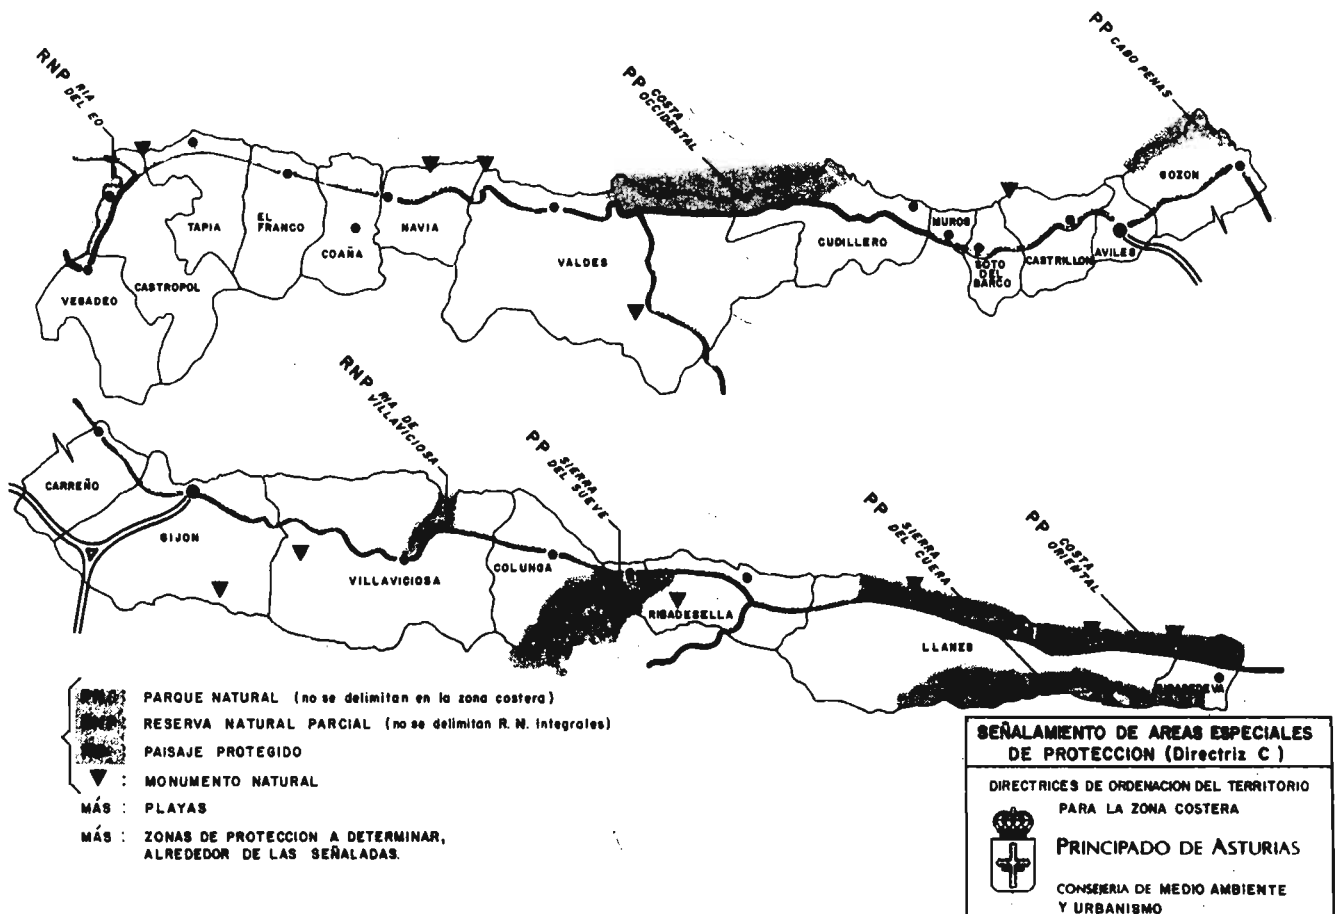 RNP RIA
DEL EO
PP COSTA
OCCIDENTAL
PP CABO PEÑAS
VEGADEO
CASTROPOL
TAPIA
EL
FRANCO
COAÑA
NAVIA
VALDES
CUDILLERO
MUROS
SOTO
DEL
BARCO
CASTRILLON
AVILES
GOZON
RNP RIA DE
VILLAVICIOSA
PP SIERRA
DEL SUEVE
PP SIERRA
DEL CUERA
PP COSTA
ORIENTAL
CARREÑO
GIJON
VILLAVICIOSA
COLUNGA
RIBADESELLA
LLANES
RIBADEDEVA
PARQUE NATURAL (no se delimitan en la zona costera)
RNP RESERVA NATURAL PARCIAL (no se delimitan R. N. integrales)
PAISAJE PROTEGIDO
: MONUMENTO NATURAL
MÁS : PLAYAS
MÁS : ZONAS DE PROTECCION A DETERMINAR,
ALREDEDOR DE LAS SEÑALADAS.
SEÑALAMIENTO DE AREAS ESPECIALES
DE PROTECCION (Directriz C)
DIRECTRICES DE ORDENACION DEL TERRITORIO
PARA LA ZONA COSTERA
PRINCIPADO DE ASTURIAS
CONSEJERIA DE MEDIO AMBIENTE
Y URBANISMO